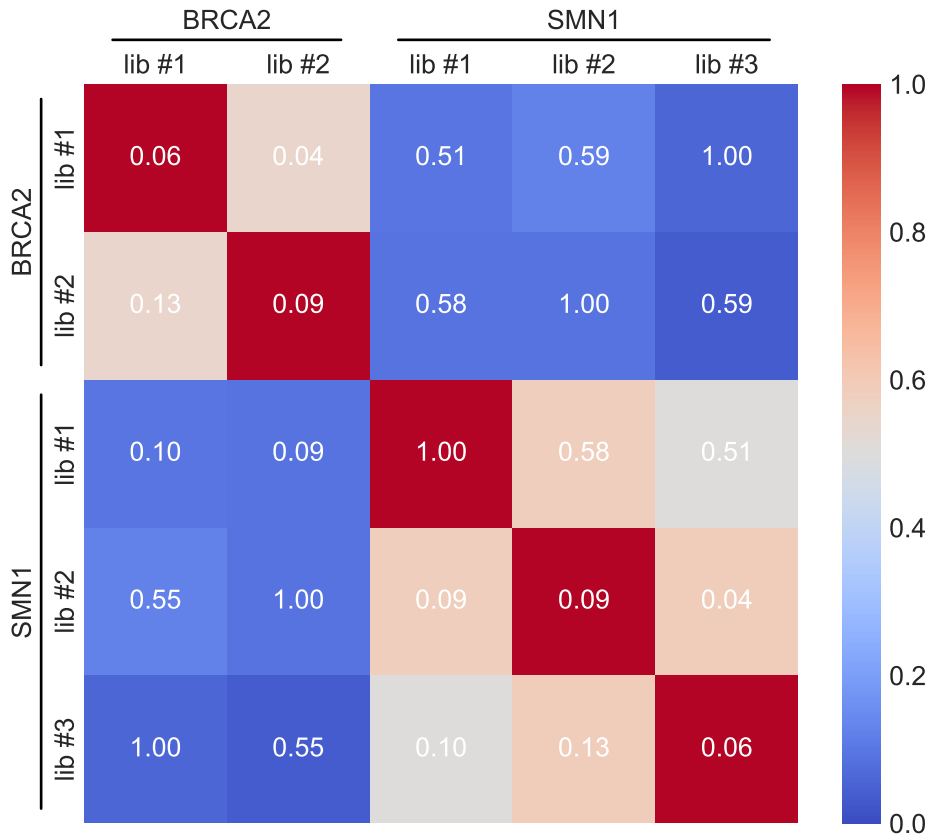 BRCA2 SMN1
lib #1 lib #2 lib #1 lib #2 lib #3
BRCA2
lib #1 0.06 0.04 0.51 0.59 1.00
lib #2 0.13 0.09 0.58 1.00 0.59
SMN1
lib #1 0.10 0.09 1.00 0.58 0.51
lib #2 0.55 1.00 0.09 0.09 0.04
lib #3 1.00 0.55 0.10 0.13 0.06
1.0
0.8
0.6
0.4
0.2
0.0